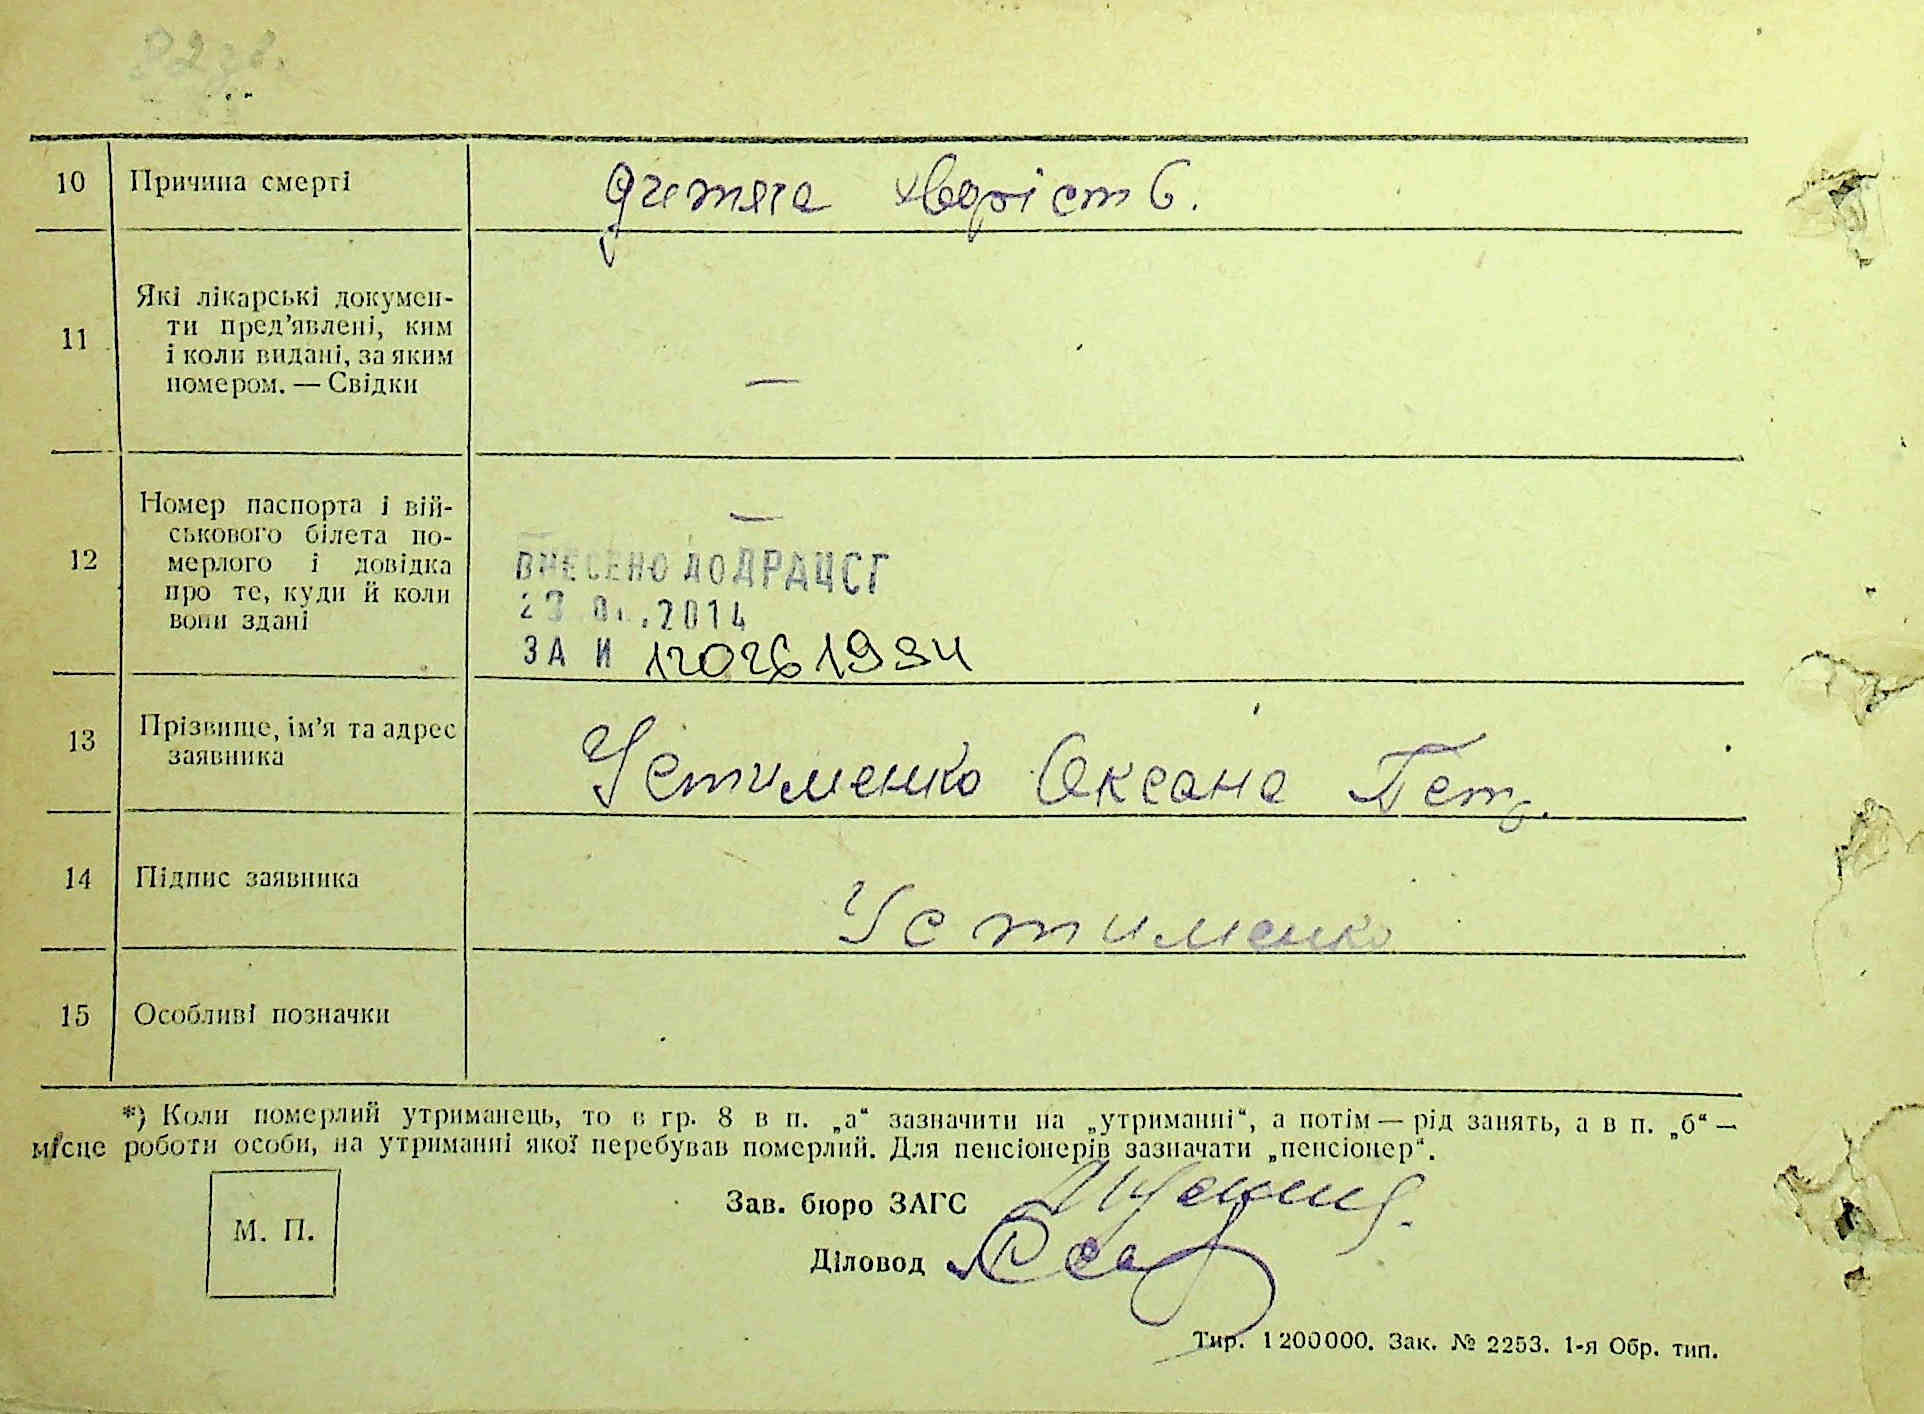 10 Причина смерті дитяча хворість.
11 Які лікарські докумен-
ти пред'явлені, ким
і коли видані, за яким
номером. — Свідки —
12 Номер паспорта і вій-
ськового білета по-
мерлого і довідка
про те, куди й коли
вони здані —
ВНЕСЕНО ДО ДРАЦСГ
2014
ЗА И
13 Прізвище, ім'я та адрес
заявника
Устименко Оксана Петр.
14 Підпис заявника Устименко
15 Особливі позначки
*) Коли померлий утриманець, то в гр. 8 в п. „а“ зазначити на „утриманні“, а потім — рід занять, а в п. „б“ —
місце роботи особи, на утриманні якої перебував померлий. Для пенсіонерів зазначати „пенсіонер“.
М. П.
Зав. бюро ЗАГС
Діловод
Тир. 1200000. Зак. № 2253. 1-я Обр. тип.